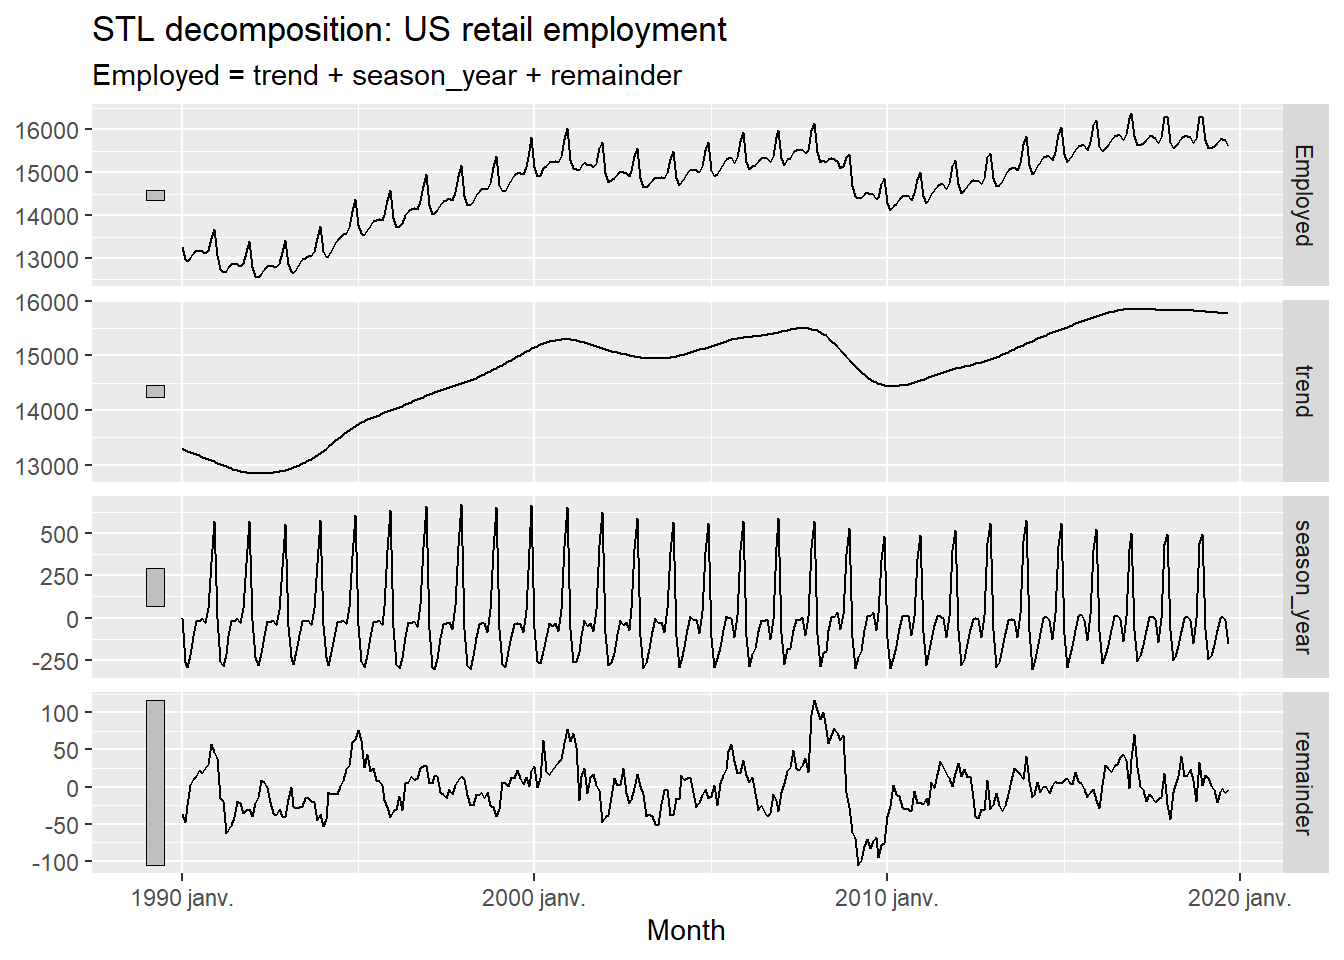 STL decomposition: US retail employment
Employed = trend + season_year + remainder
16000
15000
14000
13000
Employed
16000
15000
14000
13000
trend
500
250
0
-250
season_year
100
50
0
-50
-100
remainder
1990 janv.
2000 janv.
2010 janv.
2020 janv.
Month